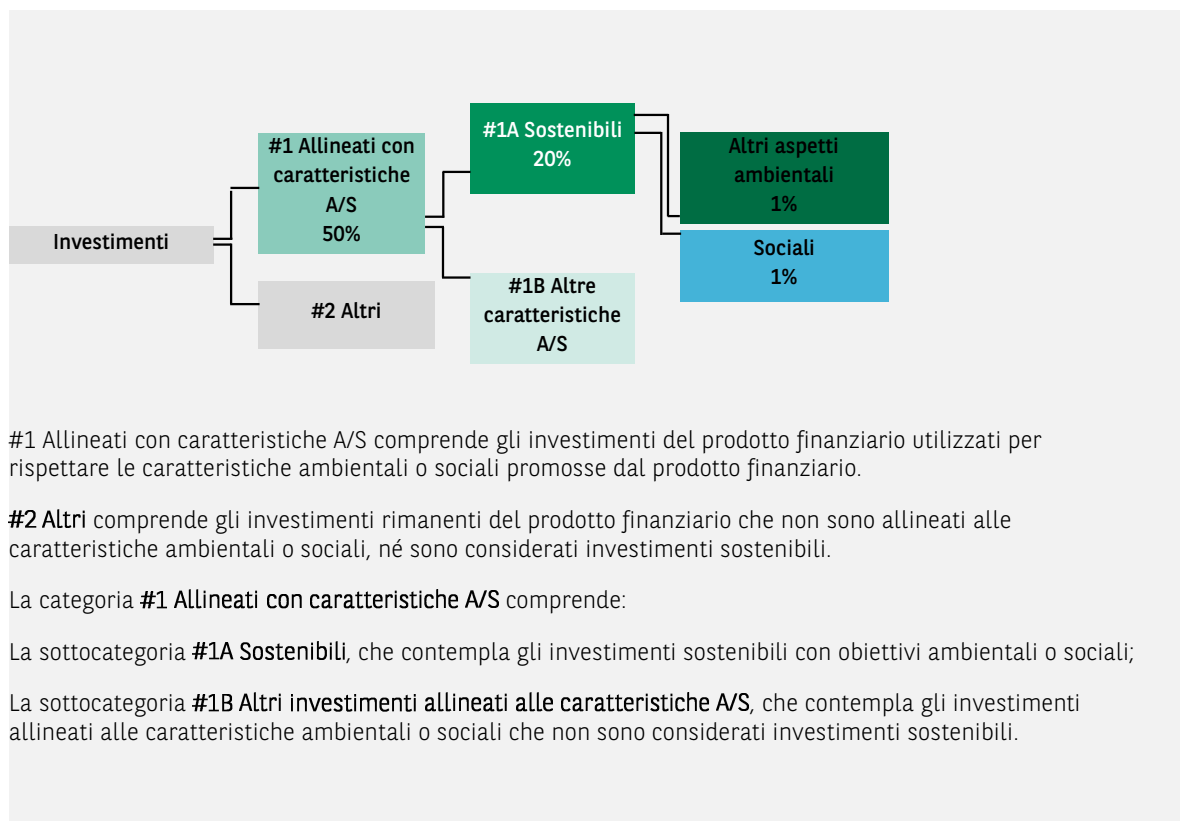 Investimenti
#1 Allineati con
caratteristiche
A/S
50%
#2 Altri
#1A Sostenibili
20%
#1B Altre
caratteristiche
A/S
Altri aspetti
ambientali
1%
Sociali
1%
#1 Allineati con caratteristiche A/S comprende gli investimenti del prodotto finanziario utilizzati per
rispettare le caratteristiche ambientali o sociali promosse dal prodotto finanziario.
#2 Altri comprende gli investimenti rimanenti del prodotto finanziario che non sono allineati alle
caratteristiche ambientali o sociali, né sono considerati investimenti sostenibili.
La categoria #1 Allineati con caratteristiche A/S comprende:
La sottocategoria #1A Sostenibili, che contempla gli investimenti sostenibili con obiettivi ambientali o sociali;
La sottocategoria #1B Altri investimenti allineati alle caratteristiche A/S, che contempla gli investimenti
allineati alle caratteristiche ambientali o sociali che non sono considerati investimenti sostenibili.